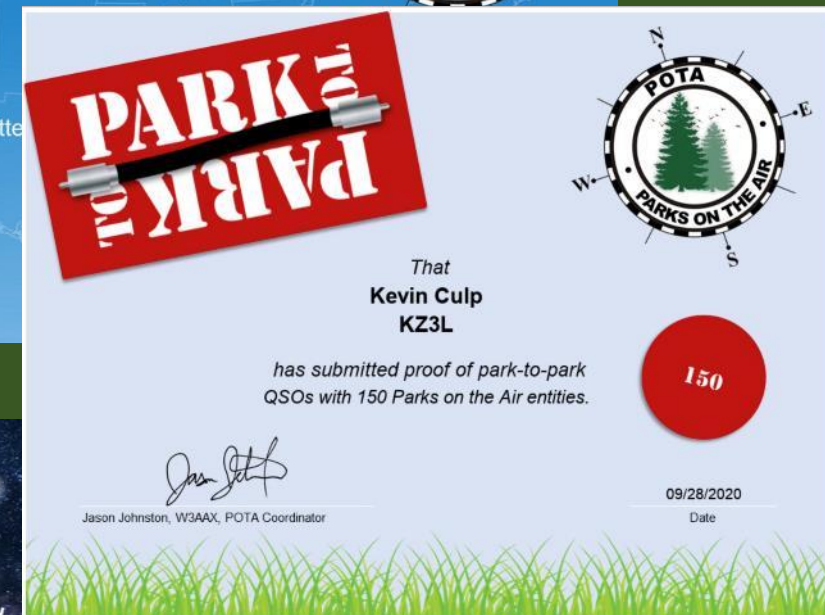 PARK TO
PARK TO
N
POTA
E
W
PARKS ON THE AIR
S
That
Kevin Culp
KZ3L
has submitted proof of park-to-park
QSOs with 150 Parks on the Air entities.
150
Jason Johnston, W3AAX, POTA Coordinator
09/28/2020
Date